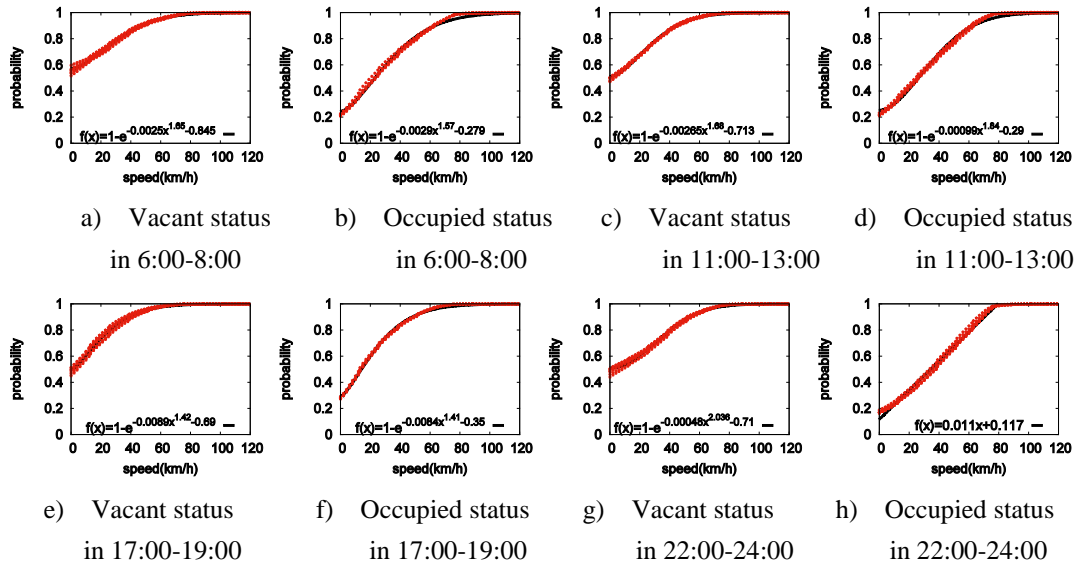 probability
1
0.8
0.6
0.4
0.2
0
f(x)=1-e^-0.0025x^1.65-0.845
0 20 40 60 80 100 120
speed(km/h)
a) Vacant status
in 6:00-8:00
probability
1
0.8
0.6
0.4
0.2
0
f(x)=1-e^-0.0029x^1.57-0.279
0 20 40 60 80 100 120
speed(km/h)
b) Occupied status
in 6:00-8:00
probability
1
0.8
0.6
0.4
0.2
0
f(x)=1-e^-0.00265x^1.68-0.713
0 20 40 60 80 100 120
speed(km/h)
c) Vacant status
in 11:00-13:00
probability
1
0.8
0.6
0.4
0.2
0
f(x)=1-e^-0.00099x^1.84-0.29
0 20 40 60 80 100 120
speed(km/h)
d) Occupied status
in 11:00-13:00
probability
1
0.8
0.6
0.4
0.2
0
f(x)=1-e^-0.0089x^1.42-0.69
0 20 40 60 80 100 120
speed(km/h)
e) Vacant status
in 17:00-19:00
probability
1
0.8
0.6
0.4
0.2
0
f(x)=1-e^-0.0084x^1.41-0.35
0 20 40 60 80 100 120
speed(km/h)
f) Occupied status
in 17:00-19:00
probability
1
0.8
0.6
0.4
0.2
0
f(x)=1-e^-0.00048x^2.036-0.71
0 20 40 60 80 100 120
speed(km/h)
g) Vacant status
in 22:00-24:00
probability
1
0.8
0.6
0.4
0.2
0
f(x)=0.011x+0.117
0 20 40 60 80 100 120
speed(km/h)
h) Occupied status
in 22:00-24:00